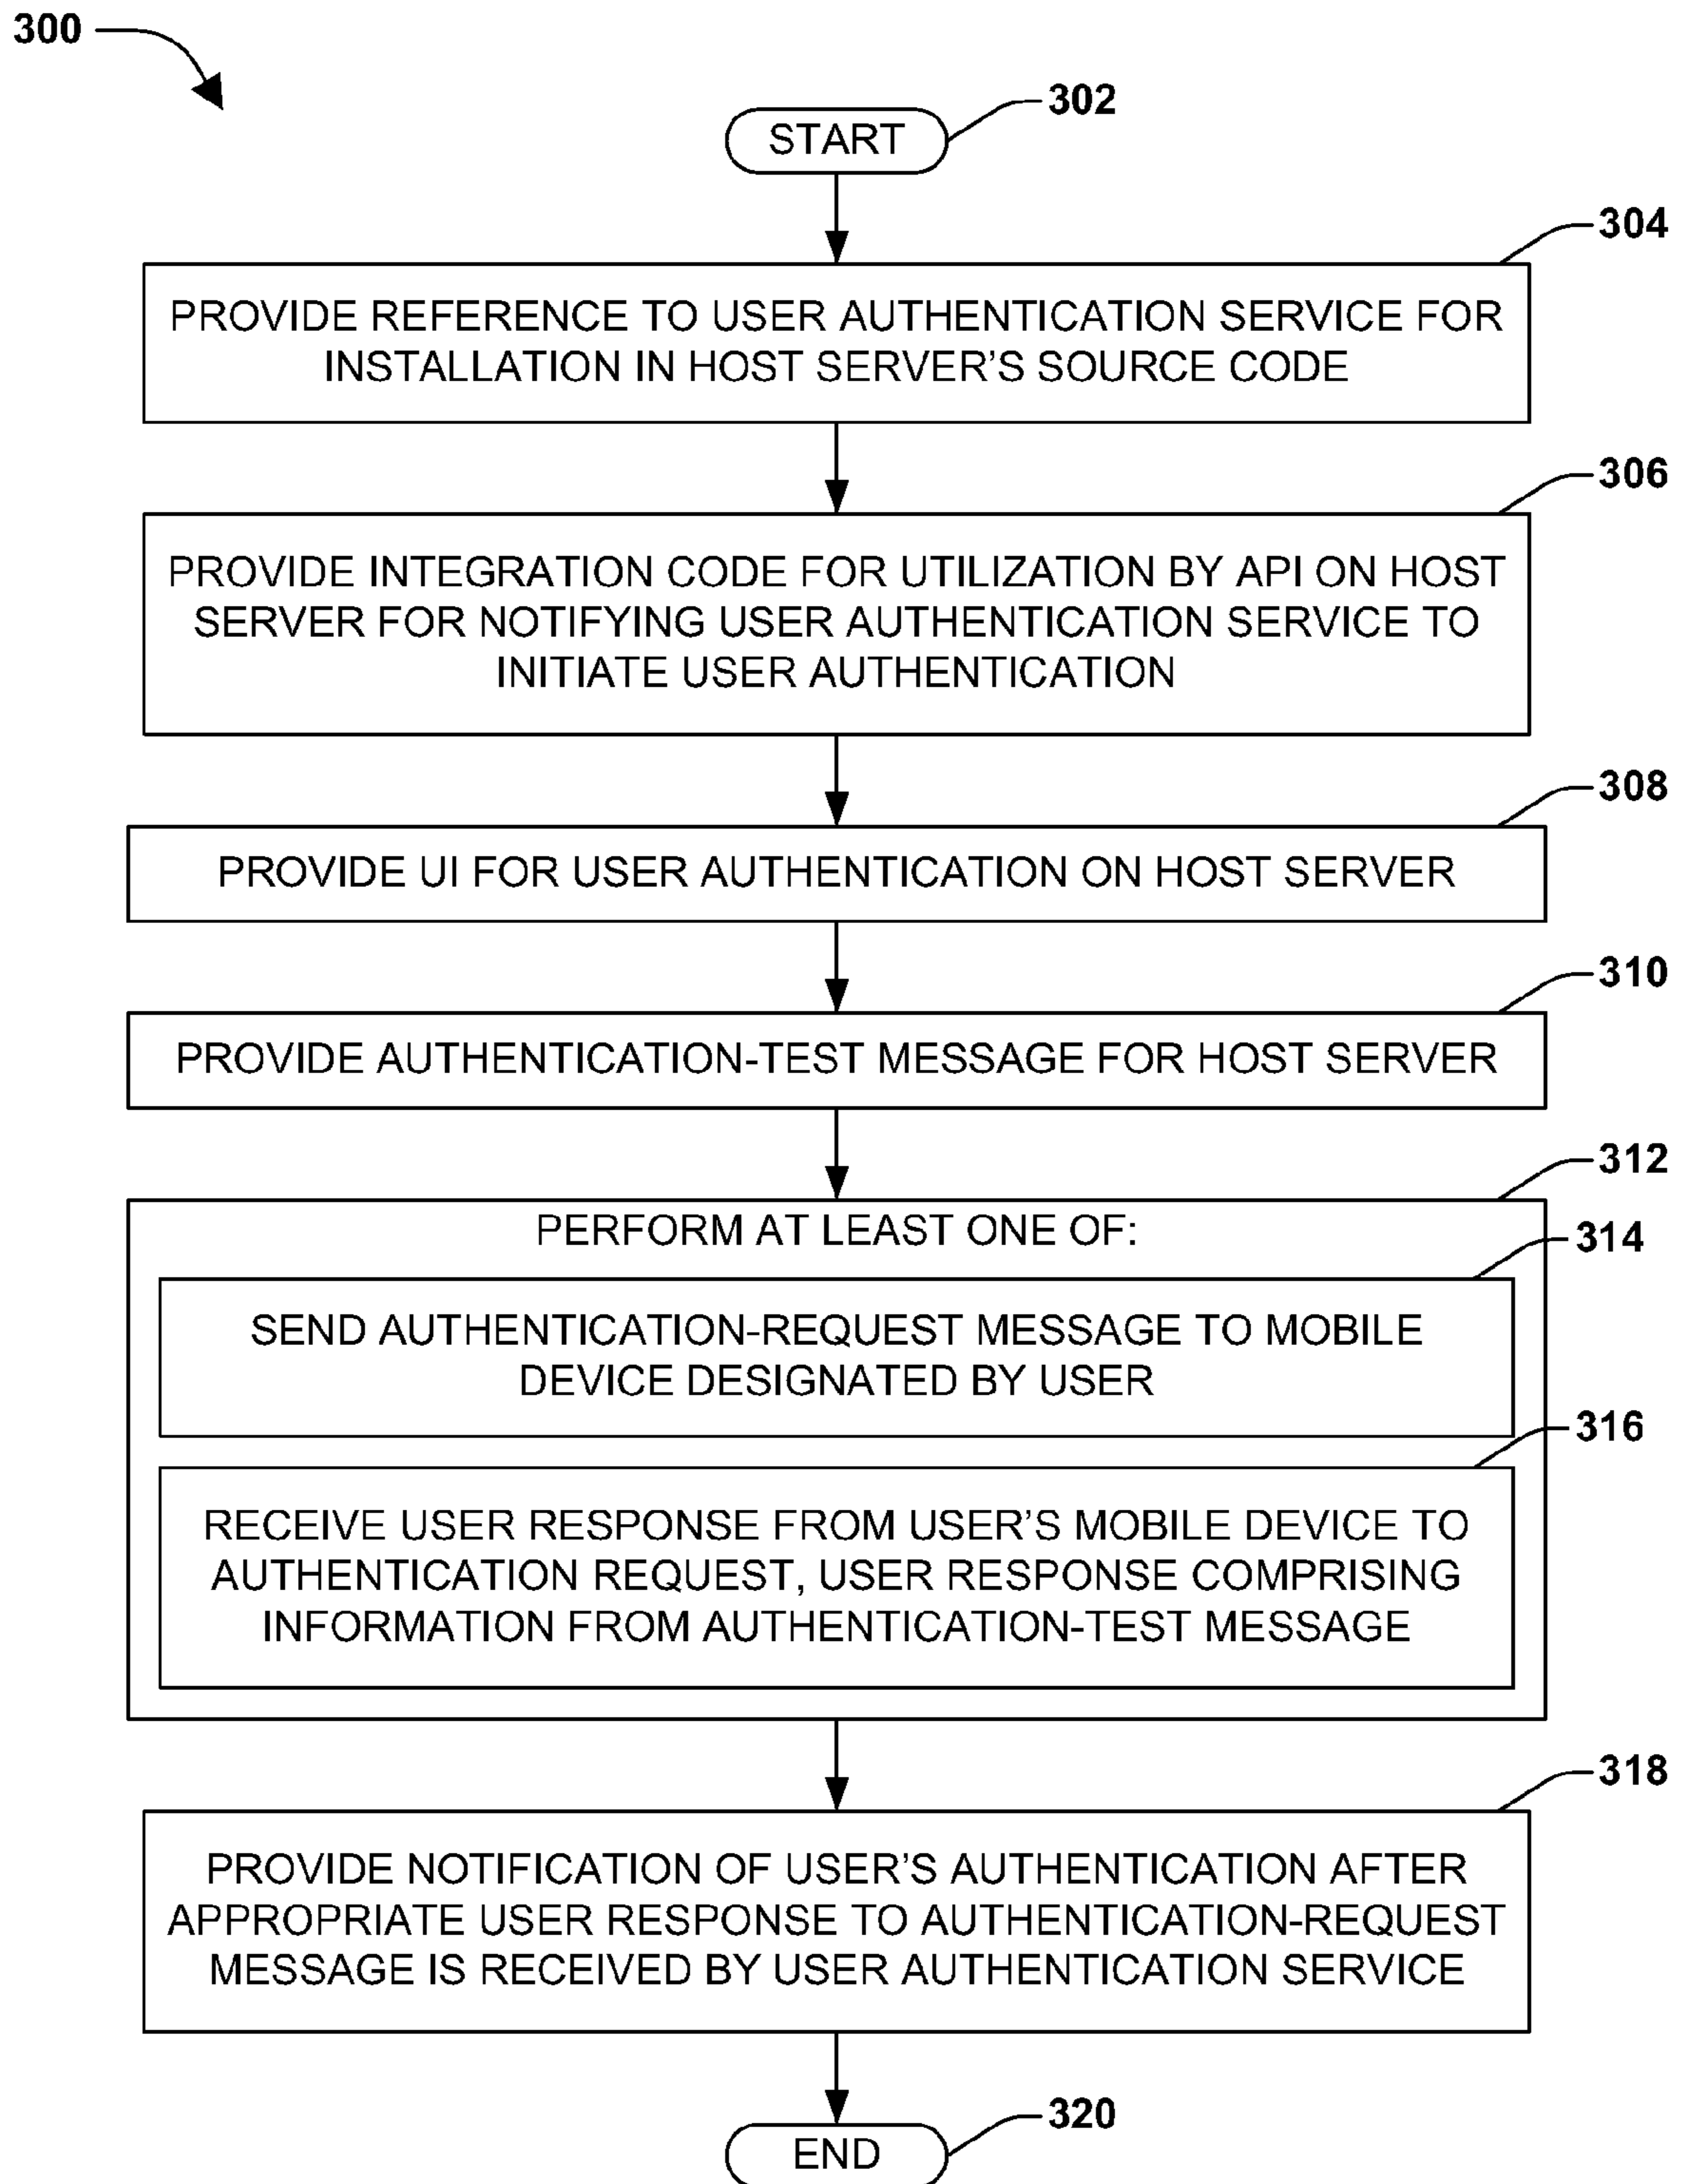 300
302
START
304
PROVIDE REFERENCE TO USER AUTHENTICATION SERVICE FOR
INSTALLATION IN HOST SERVER'S SOURCE CODE
306
PROVIDE INTEGRATION CODE FOR UTILIZATION BY API ON HOST
SERVER FOR NOTIFYING USER AUTHENTICATION SERVICE TO
INITIATE USER AUTHENTICATION
308
PROVIDE UI FOR USER AUTHENTICATION ON HOST SERVER
310
PROVIDE AUTHENTICATION-TEST MESSAGE FOR HOST SERVER
312
PERFORM AT LEAST ONE OF:
314
SEND AUTHENTICATION-REQUEST MESSAGE TO MOBILE
DEVICE DESIGNATED BY USER
316
RECEIVE USER RESPONSE FROM USER'S MOBILE DEVICE TO
AUTHENTICATION REQUEST, USER RESPONSE COMPRISING
INFORMATION FROM AUTHENTICATION-TEST MESSAGE
318
PROVIDE NOTIFICATION OF USER'S AUTHENTICATION AFTER
APPROPRIATE USER RESPONSE TO AUTHENTICATION-REQUEST
MESSAGE IS RECEIVED BY USER AUTHENTICATION SERVICE
320
END